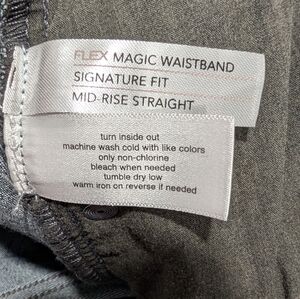 FLEX MAGIC WAISTBAND
SIGNATURE FIT
MID-RISE STRAIGHT
turn inside out
machine wash cold with like colors
only non-chlorine
bleach when needed
tumble dry low
warm iron on reverse if needed